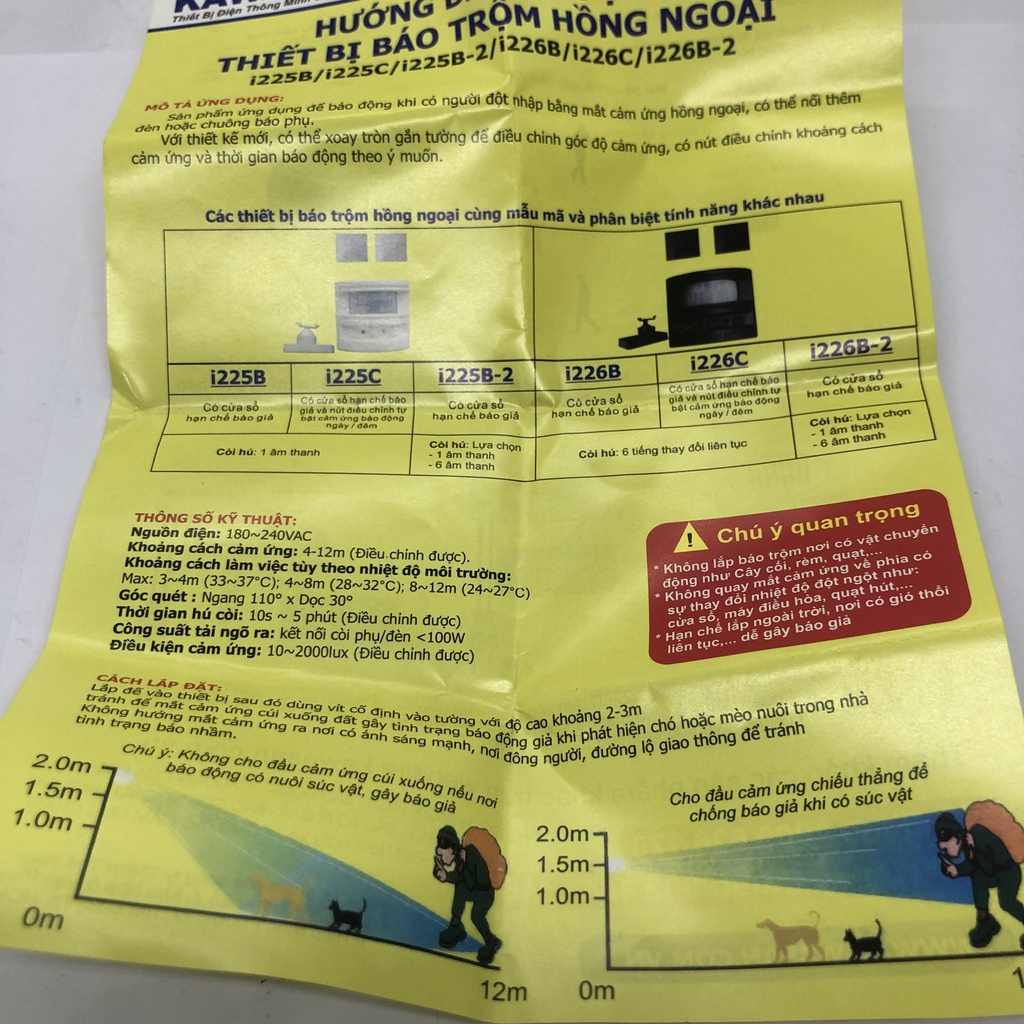 Thiết Bị Điện Thông Minh
HƯỚNG
THIẾT BỊ BÁO TRỘM HỒNG NGOẠI
i225B/i225C/i225B-2/i226B/i226C/i226B-2
MÔ TẢ ỨNG DỤNG:
Sản phẩm ứng dụng để báo động khi có người đột nhập bằng mắt cảm ứng hồng ngoại, có thể nối thêm
đèn hoặc chuông báo phụ.
Với thiết kế mới, có thể xoay tròn gắn tường để điều chỉnh góc độ cảm ứng, có nút điều chỉnh khoảng cách
cảm ứng và thời gian báo động theo ý muốn.
Các thiết bị báo trộm hồng ngoại cùng mẫu mã và phân biệt tính năng khác nhau
i225B i225C i225B-2 i226B i226C i226B-2
Có cửa sổ
hạn chế báo giả
Có cửa sổ hạn chế báo
giả và nút điều chỉnh tự
bật cảm ứng báo động
ngày / đêm
Có cửa sổ
hạn chế báo giả
Có cửa sổ
hạn chế báo giả
Có cửa sổ hạn chế báo
giả và nút điều chỉnh tự
bật cảm ứng báo động
ngày / đêm
Có cửa sổ
hạn chế báo giả
Còi hú: 1 âm thanh
Còi hú: Lựa chọn
- 1 âm thanh
- 6 âm thanh
Còi hú: 6 tiếng thay đổi liên tục
Còi hú: Lựa chọn
- 1 âm thanh
- 6 âm thanh
THÔNG SỐ KỸ THUẬT:
Nguồn điện: 180~240VAC
Khoảng cách cảm ứng: 4-12m (Điều chỉnh được).
Khoảng cách làm việc tùy theo nhiệt độ môi trường:
Max: 3~4m (33~37°C); 4~8m (28~32°C); 8~12m (24~27°C)
Góc quét : Ngang 110° x Dọc 30°
Thời gian hú còi: 10s ~ 5 phút (Điều chỉnh được)
Công suất tải ngõ ra: kết nối còi phụ/đèn <100W
Điều kiện cảm ứng: 10~2000lux (Điều chỉnh được)
Chú ý quan trọng
* Không lắp báo trộm nơi có vật chuyển
động như Cây cối, rèm, quạt,...
* Không quay mắt cảm ứng về phía có
sự thay đổi nhiệt độ đột ngột như:
cửa sổ, máy điều hòa, quạt hút,...
* Hạn chế lắp ngoài trời, nơi có gió thổi
liên tục,... dễ gây báo giả
CÁCH LẮP ĐẶT:
Lắp đế vào thiết bị sau đó dùng vít cố định vào tường với độ cao khoảng 2-3m
tránh để mắt cảm ứng cúi xuống đất gây tình trạng báo động giả khi phát hiện chó hoặc mèo nuôi trong nhà
Không hướng mắt cảm ứng ra nơi có ánh sáng mạnh, nơi đông người, đường lộ giao thông để tránh
tình trạng báo nhầm.
Chú ý: Không cho đầu cảm ứng cúi xuống nếu nơi
báo động có nuôi súc vật, gây báo giả
2.0m
1.5m
1.0m
0m
12m
Cho đầu cảm ứng chiếu thẳng để
chống báo giả khi có súc vật
2.0m
1.5m
1.0m
0m